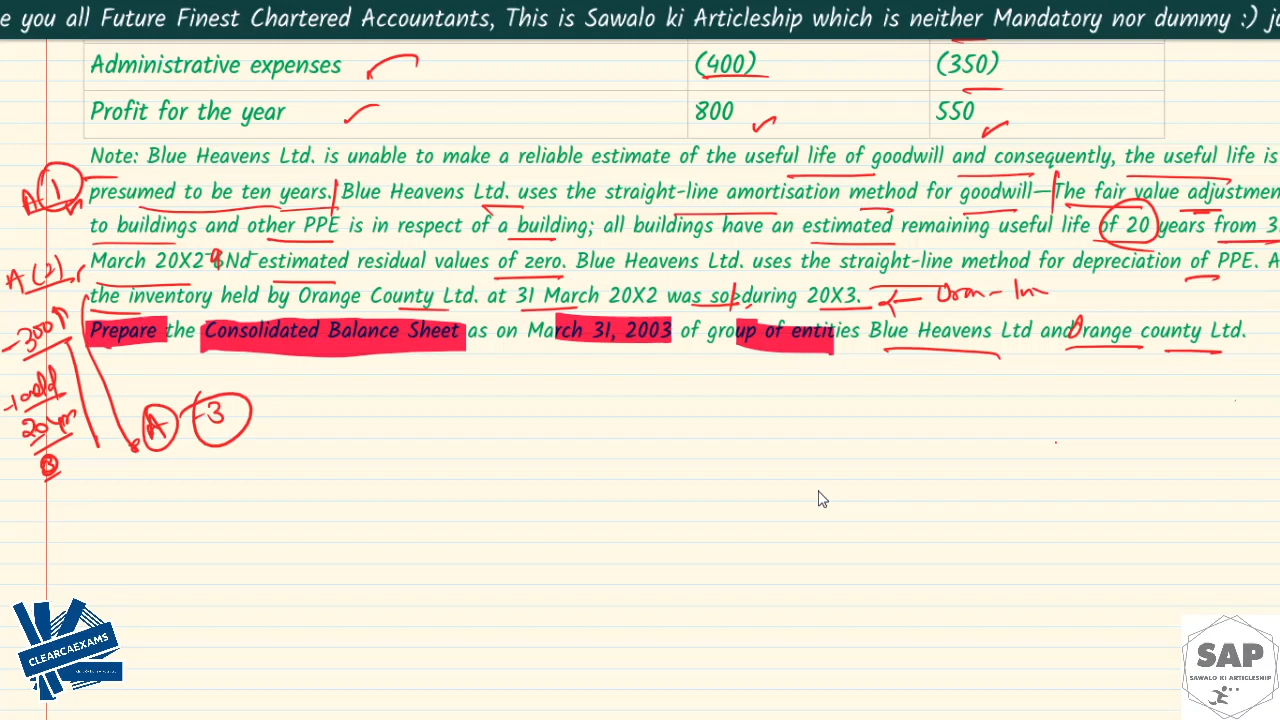 e you all Future Finest Chartered Accountants, This is Sawalo ki Articleship which is neither Mandatory nor dummy :) ju
Administrative expenses (400) (350)
Profit for the year 800 550
Note: Blue Heavens Ltd. is unable to make a reliable estimate of the useful life of goodwill and consequently, the useful life is
A 1 presumed to be ten years. Blue Heavens Ltd. uses the straight-line amortisation method for goodwill—The fair value adjustmen
to buildings and other PPE is in respect of a building; all buildings have an estimated remaining useful life of 20 years from 3
A (2) March 20X2 Nd estimated residual values of zero. Blue Heavens Ltd. uses the straight-line method for depreciation of PPE. A
the inventory held by Orange County Ltd. at 31 March 20X2 was sold during 20X3.
-300
Prepare the Consolidated Balance Sheet as on March 31, 2003 of group of entities Blue Heavens Ltd and Orange county Ltd.
A -3
CLEARCAEXAMS
SAP
SAWALO KI ARTICLESHIP